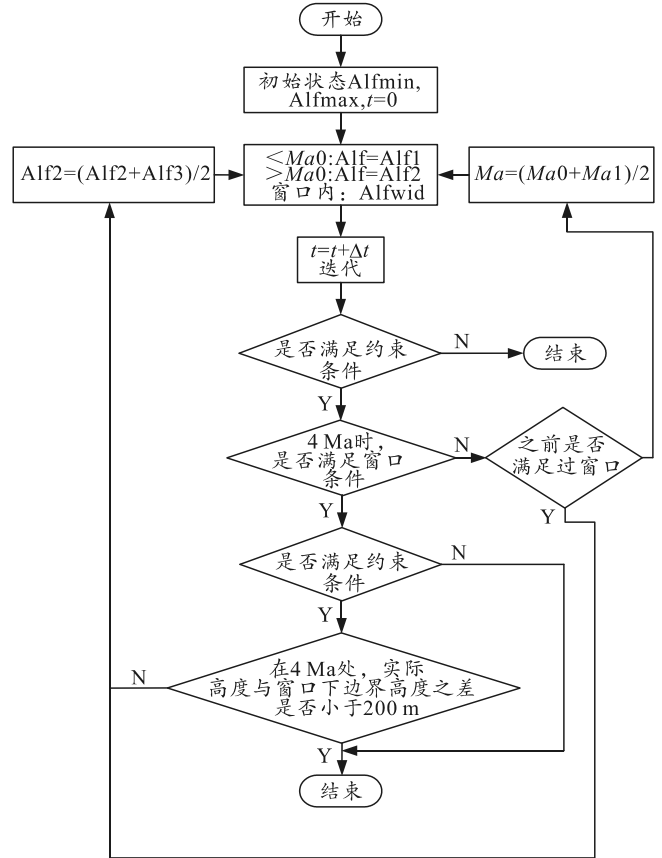 开始
初始状态Alfmin,
Alfmax,t=0
Alf2=(Alf2+Alf3)/2
<Ma0:Alf=Alf1
>Ma0:Alf=Alf2
窗口内：Alfwid
Ma=(Ma0+Ma1)/2
t=t+Δt
迭代
是否满足约束
条件
N
结束
Y
4 Ma时，
是否满足窗口
条件
N
之前是否
满足过窗口
Y
Y
是否满足约束
条件
N
Y
在4 Ma处，实际
高度与窗口下边界高度之差
是否小于200 m
N
Y
结束